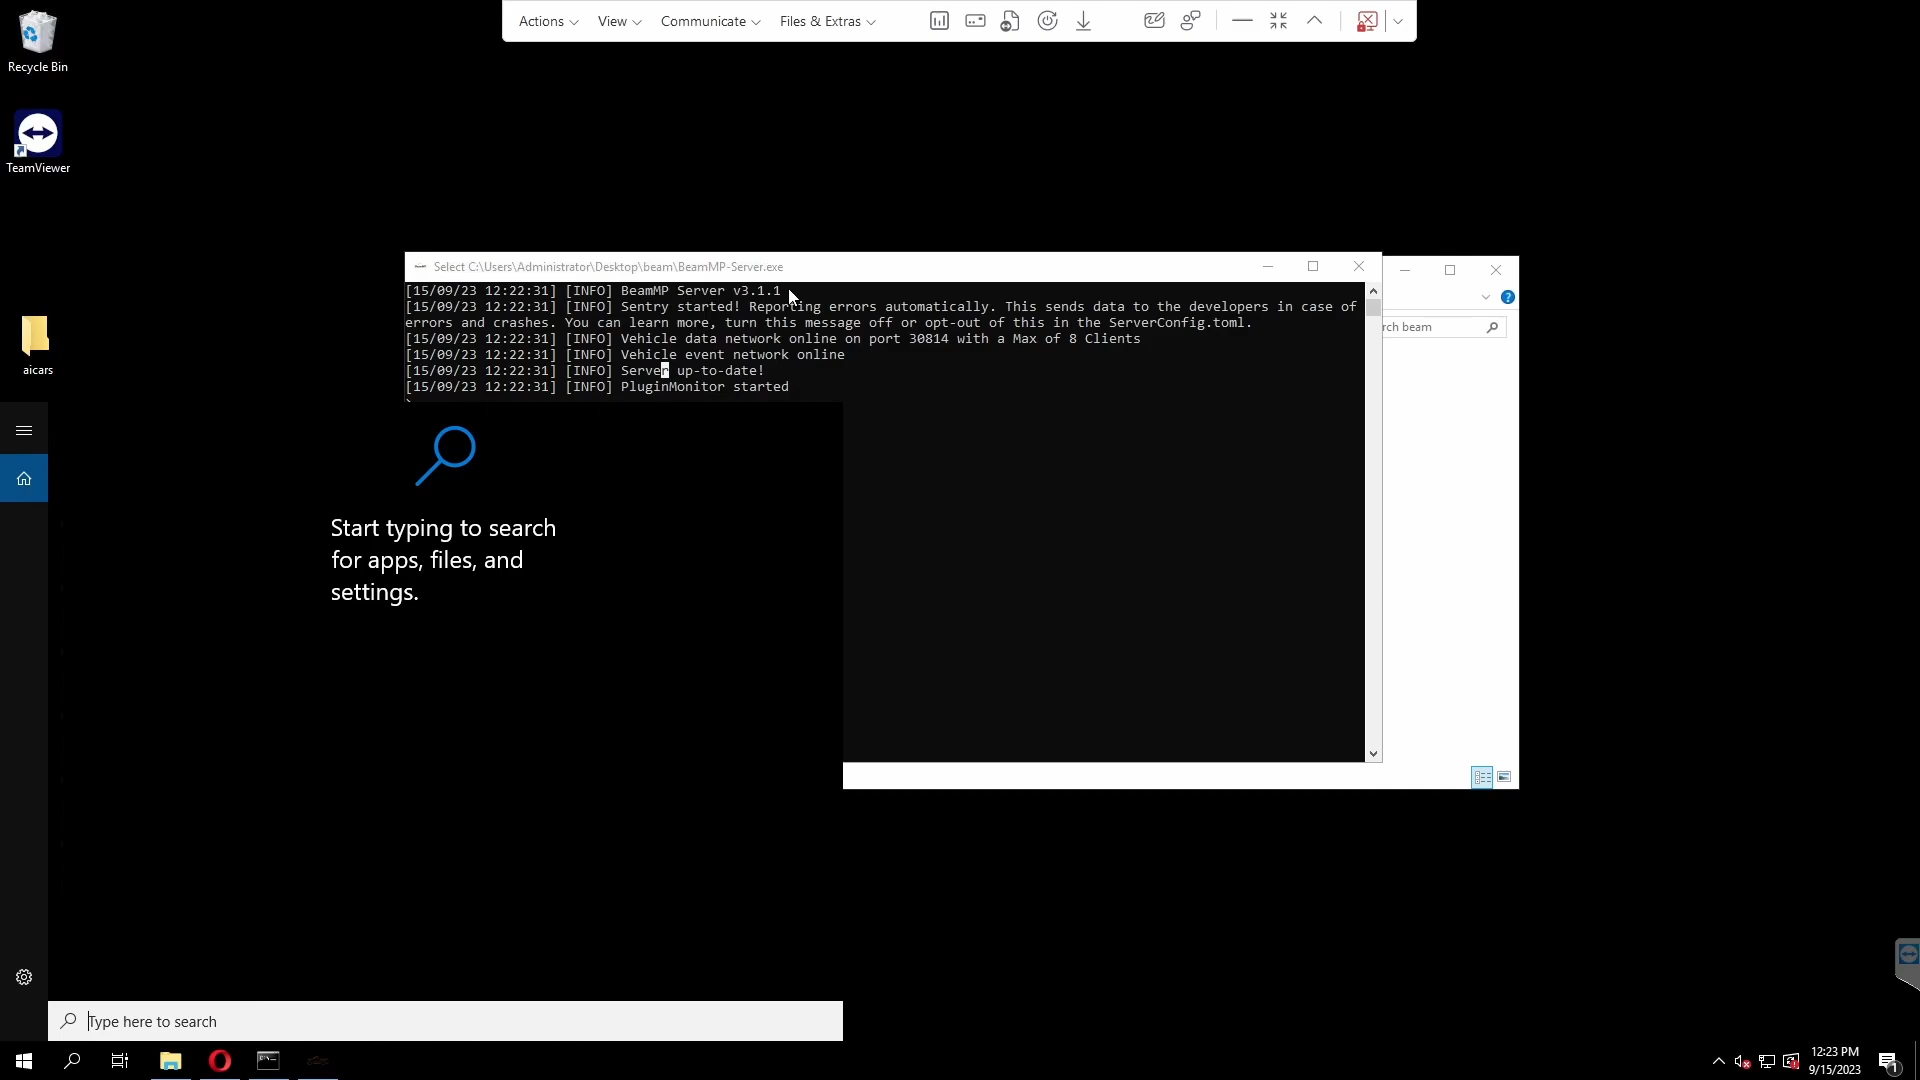 Actions View Communicate Files & Extras
Recycle Bin
TeamViewer
aicars
Select C:\Users\Administrator\Desktop\beam\BeamMP-Server.exe
[15/09/23 12:22:31] [INFO] BeamMP Server v3.1.1
[15/09/23 12:22:31] [INFO] Sentry started! Reporting errors automatically. This sends data to the developers in case of
errors and crashes. You can learn more, turn this message off or opt-out of this in the ServerConfig.toml.
[15/09/23 12:22:31] [INFO] Vehicle data network online on port 30814 with a Max of 8 Clients
[15/09/23 12:22:31] [INFO] Vehicle event network online
[15/09/23 12:22:31] [INFO] Server up-to-date!
[15/09/23 12:22:31] [INFO] PluginMonitor started
rch beam
Start typing to search
for apps, files, and
settings.
Type here to search
12:23 PM
9/15/2023
1